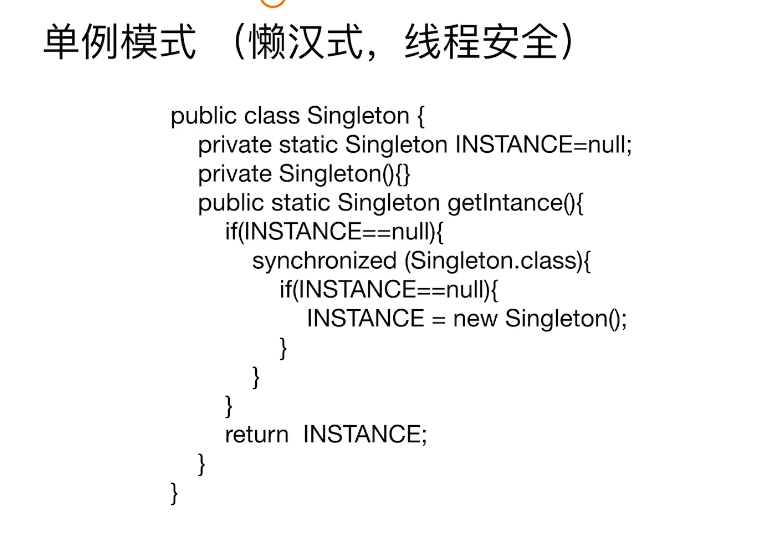 单例模式 （懒汉式，线程安全）
public class Singleton {
private static Singleton INSTANCE=null;
private Singleton(){}
public static Singleton getIntance(){
if(INSTANCE==null){
synchronized (Singleton.class){
if(INSTANCE==null){
INSTANCE = new Singleton();
}
}
}
return  INSTANCE;
}
}